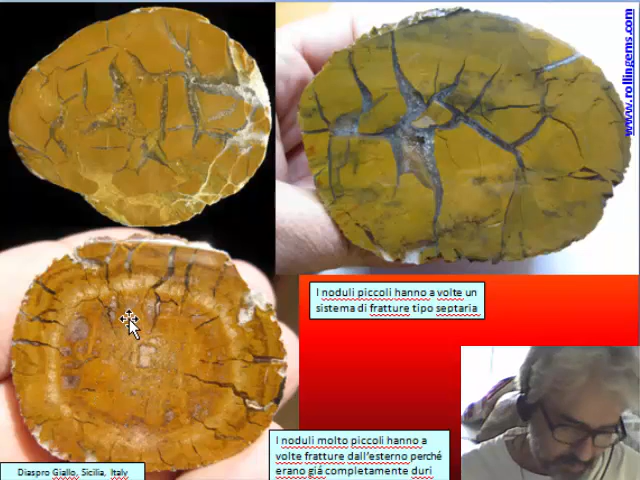 www.rollingems.com
I noduli piccoli hanno a volte un
sistema di fratture tipo septaria
I noduli molto piccoli hanno a
volte fratture dall'esterno perché
erano già completamente duri
Diaspro Giallo, Sicilia, Italy